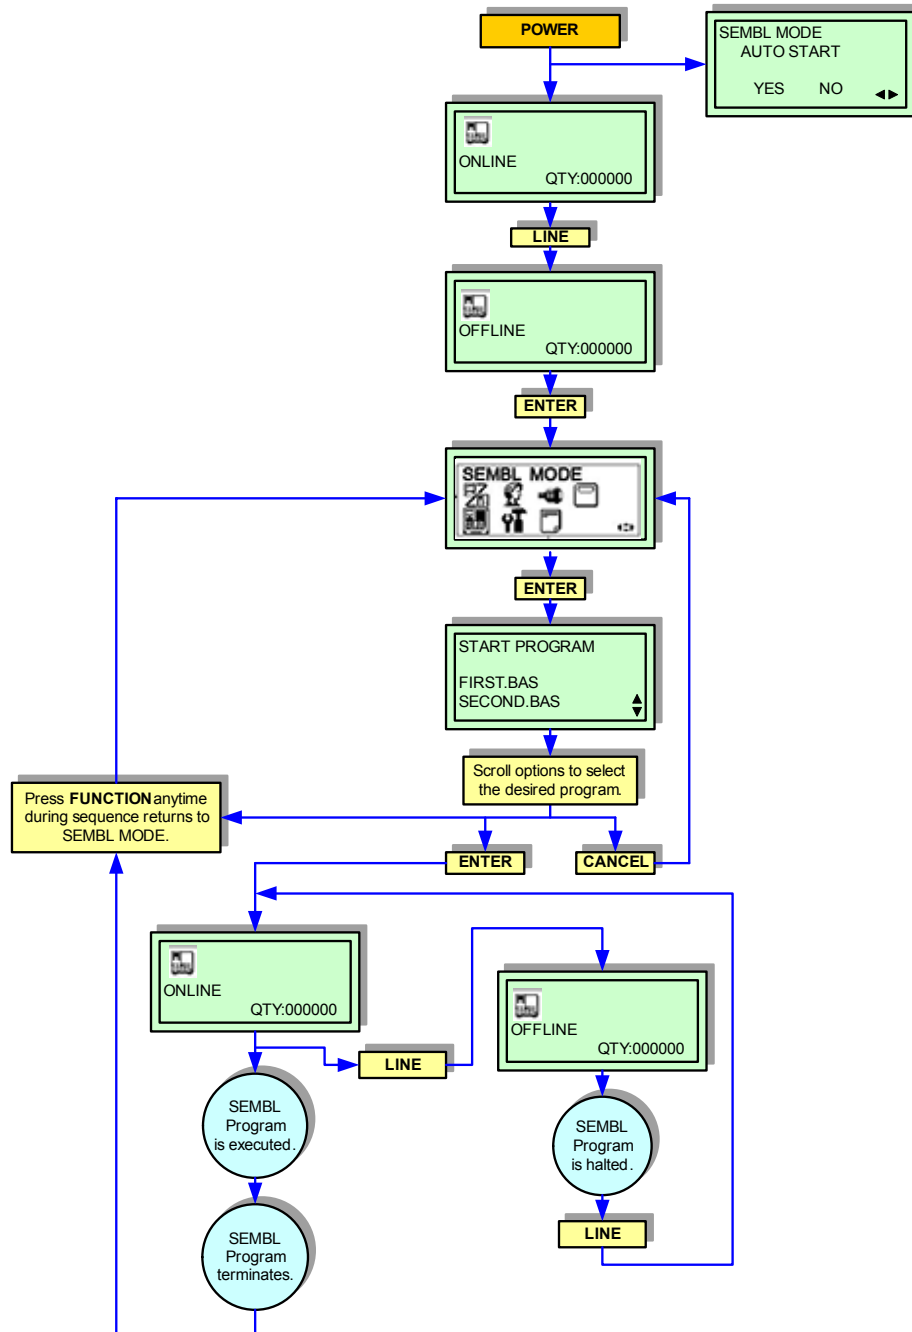 POWER
SEMBL MODE
AUTO START
YES NO
ONLINE
QTY:000000
LINE
OFFLINE
QTY:000000
ENTER
SEMBL MODE
ENTER
START PROGRAM
FIRST.BAS
SECOND.BAS
Scroll options to select
the desired program.
Press FUNCTION anytime
during sequence returns to
SEMBL MODE.
ENTER
CANCEL
ONLINE
QTY:000000
LINE
OFFLINE
QTY:000000
SEMBL
Program
is executed.
SEMBL
Program
is halted.
LINE
SEMBL
Program
terminates.